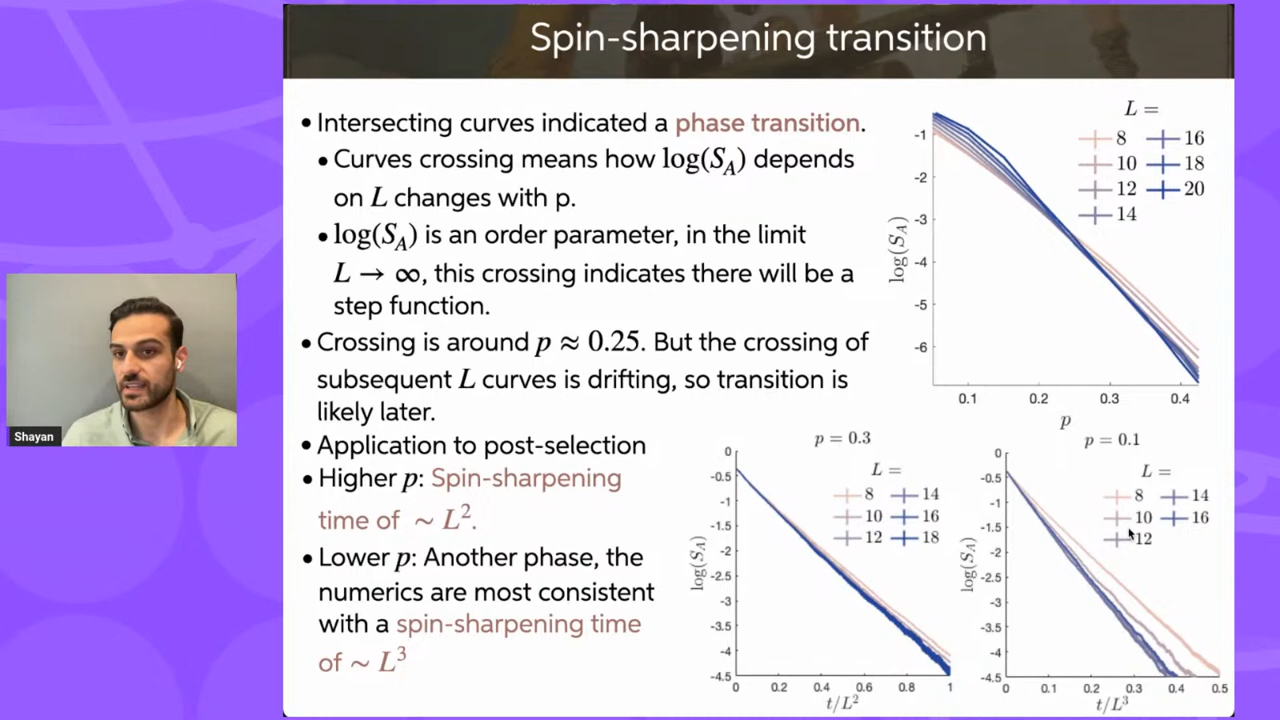 Spin-sharpening transition
• Intersecting curves indicated a phase transition.
• Curves crossing means how log(S_A) depends
on L changes with p.
• log(S_A) is an order parameter, in the limit
L → ∞, this crossing indicates there will be a
step function.
• Crossing is around p ≈ 0.25. But the crossing of
subsequent L curves is drifting, so transition is
likely later.
• Application to post-selection
• Higher p: Spin-sharpening
time of ~ L².
• Lower p: Another phase, the
numerics are most consistent
with a spin-sharpening time
of ~ L³
L =
8 16
10 18
12 20
14
-1
-2
-3
-4
-5
-6
log(S_A)
0.1 0.2 0.3 0.4
p
p = 0.3
L =
8 14
10 16
12 18
0
-0.5
-1
-1.5
-2
-2.5
-3
-3.5
-4
-4.5
log(S_A)
0 0.2 0.4 0.6 0.8 1
t/L²
p = 0.1
L =
8 14
10 16
12
0
-0.5
-1
-1.5
-2
-2.5
-3
-3.5
-4
-4.5
log(S_A)
0 0.1 0.2 0.3 0.4 0.5
t/L³
Shayan